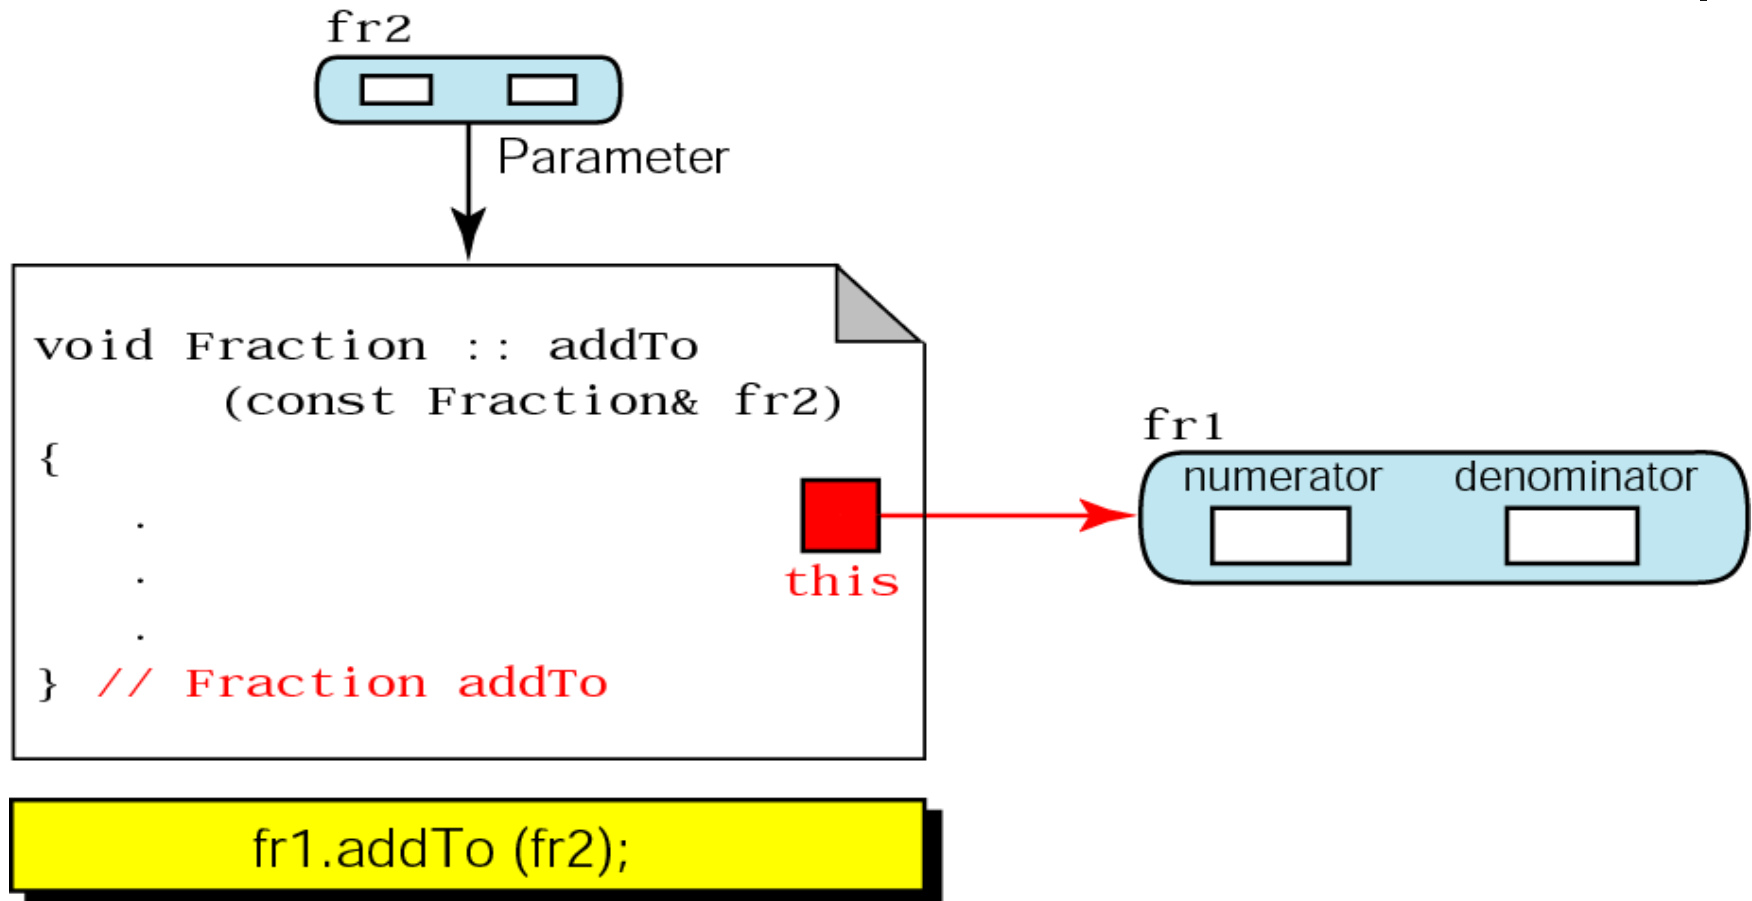 fr2
Parameter
void Fraction :: addTo
(const Fraction& fr2)
{
.
.
.
} // Fraction addTo
this
fr1
numerator denominator
fr1.addTo (fr2);